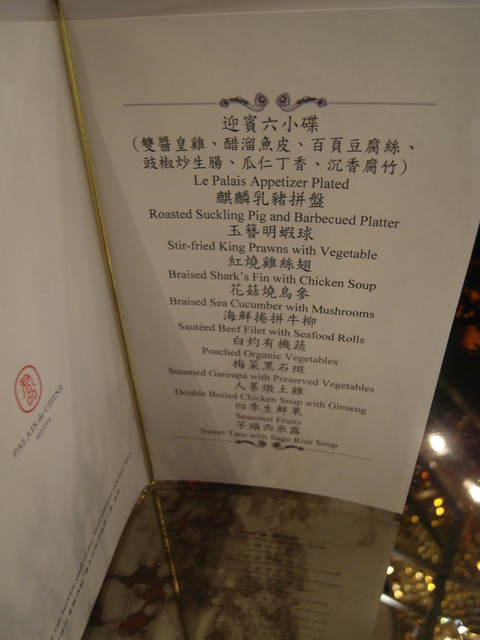 迎賓六小碟
（雙醬皇雞、醋溜魚皮、百頁豆腐絲、
豉椒炒生腸、瓜仁丁香、沉香腐竹）
Le Palais Appetizer Plated
麒麟乳豬拼盤
Roasted Suckling Pig and Barbecued Platter
玉簪明蝦球
Stir-fried King Prawns with Vegetable
紅燒雞絲翅
Braised Shark's Fin with Chicken Soup
花菇燒烏參
Braised Sea Cucumber with Mushrooms
海鮮捲拼牛柳
Sautéed Beef Filet with Seafood Rolls
白灼有機蔬
Poached Organic Vegetables
梅菜黑石斑
Steamed Garoupa with Preserved Vegetables
人蔘燉土雞
Double Boiled Chicken Soup with Ginseng
四季生鮮果
Seasonal Fruits
芋頭西米露
Sweet Taro with Sago Rice Soup
PALAIS de CHINE
HOTEL